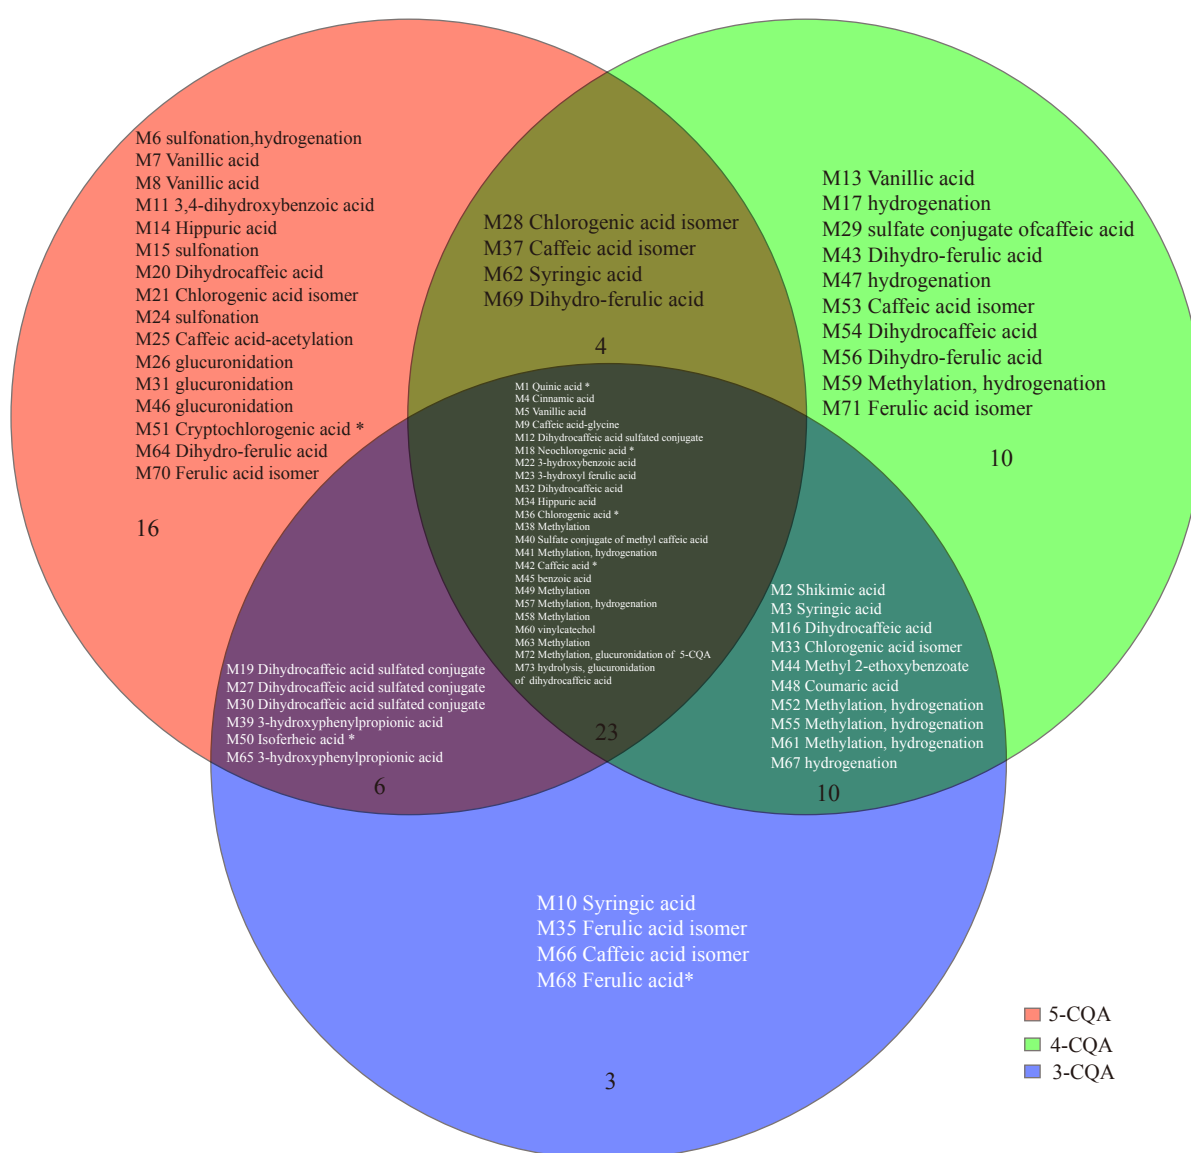 M6 sulfonation,hydrogenation
M7 Vanillic acid
M8 Vanillic acid
M11 3,4-dihydroxybenzoic acid
M14 Hippuric acid
M15 sulfonation
M20 Dihydrocaffeic acid
M21 Chlorogenic acid isomer
M24 sulfonation
M25 Caffeic acid-acetylation
M26 glucuronidation
M31 glucuronidation
M46 glucuronidation
M51 Cryptochlorogenic acid *
M64 Dihydro-ferulic acid
M70 Ferulic acid isomer
16
M28 Chlorogenic acid isomer
M37 Caffeic acid isomer
M62 Syringic acid
M69 Dihydro-ferulic acid
4
M13 Vanillic acid
M17 hydrogenation
M29 sulfate conjugate ofcaffeic acid
M43 Dihydro-ferulic acid
M47 hydrogenation
M53 Caffeic acid isomer
M54 Dihydrocaffeic acid
M56 Dihydro-ferulic acid
M59 Methylation, hydrogenation
M71 Ferulic acid isomer
10
M1 Quinic acid *
M4 Cinnamic acid
M5 Vanillic acid
M9 Caffeic acid-glycine
M12 Dihydrocaffeic acid sulfated conjugate
M18 Neochlorogenic acid *
M22 3-hydroxybenzoic acid
M23 3-hydroxyl ferulic acid
M32 Dihydrocaffeic acid
M34 Hippuric acid
M36 Chlorogenic acid *
M38 Methylation
M40 Sulfate conjugate of methyl caffeic acid
M41 Methylation, hydrogenation
M42 Caffeic acid *
M45 benzoic acid
M49 Methylation
M57 Methylation, hydrogenation
M58 Methylation
M60 vinylcatechol
M63 Methylation
M72 Methylation, glucuronidation of 5-CQA
M73 hydrolysis, glucuronidation
of dihydrocaffeic acid
23
M19 Dihydrocaffeic acid sulfated conjugate
M27 Dihydrocaffeic acid sulfated conjugate
M30 Dihydrocaffeic acid sulfated conjugate
M39 3-hydroxyphenylpropionic acid
M50 Isoferheic acid *
M65 3-hydroxyphenylpropionic acid
6
M2 Shikimic acid
M3 Syringic acid
M16 Dihydrocaffeic acid
M33 Chlorogenic acid isomer
M44 Methyl 2-ethoxybenzoate
M48 Coumaric acid
M52 Methylation, hydrogenation
M55 Methylation, hydrogenation
M61 Methylation, hydrogenation
M67 hydrogenation
10
M10 Syringic acid
M35 Ferulic acid isomer
M66 Caffeic acid isomer
M68 Ferulic acid*
3
5-CQA
4-CQA
3-CQA